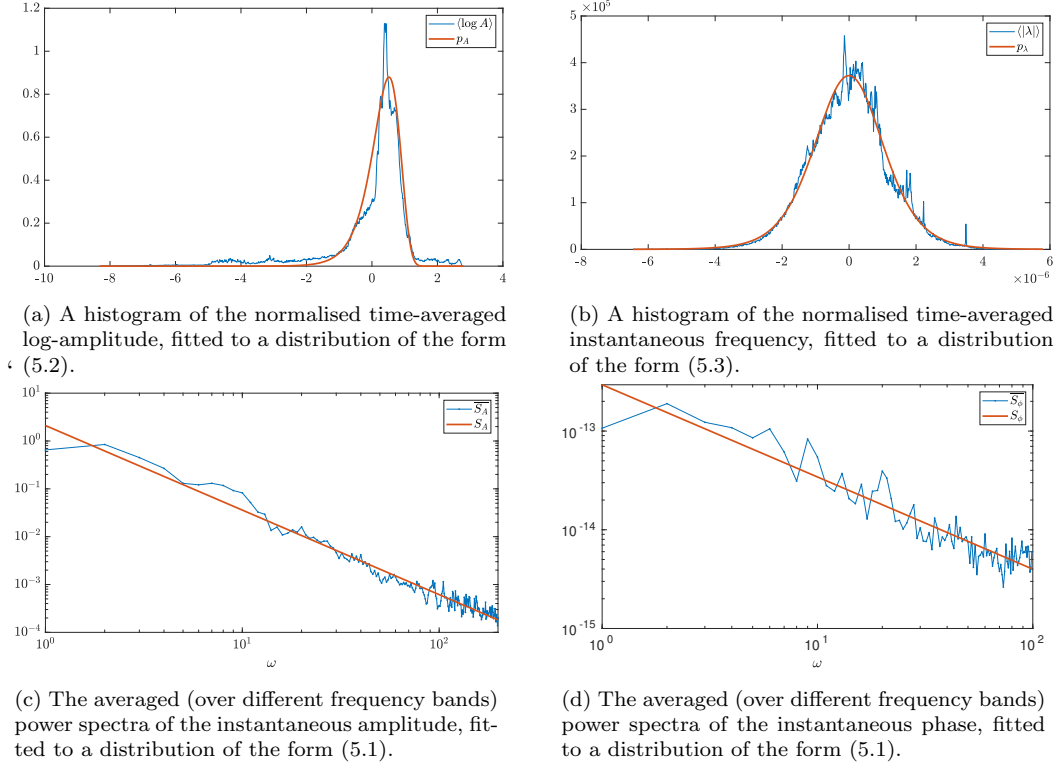 1.2
1
0.8
0.6
0.4
0.2
0
-10 -8 -6 -4 -2 0 2 4
⟨log A⟩
p_A
(a) A histogram of the normalised time-averaged
log-amplitude, fitted to a distribution of the form
‘ (5.2).
×10^5
5
4
3
2
1
0
-8 -6 -4 -2 0 2 4 6
×10^-6
⟨|λ|⟩
p_λ
(b) A histogram of the normalised time-averaged
instantaneous frequency, fitted to a distribution
of the form (5.3).
10^1
10^0
10^-1
10^-2
10^-3
10^-4
10^0 10^1 10^2
ω
S̅_A
S_A
(c) The averaged (over different frequency bands)
power spectra of the instantaneous amplitude, fit-
ted to a distribution of the form (5.1).
10^-13
10^-14
10^-15
10^0 10^1 10^2
ω
S̅_ϕ
S_ϕ
(d) The averaged (over different frequency bands)
power spectra of the instantaneous phase, fitted
to a distribution of the form (5.1).